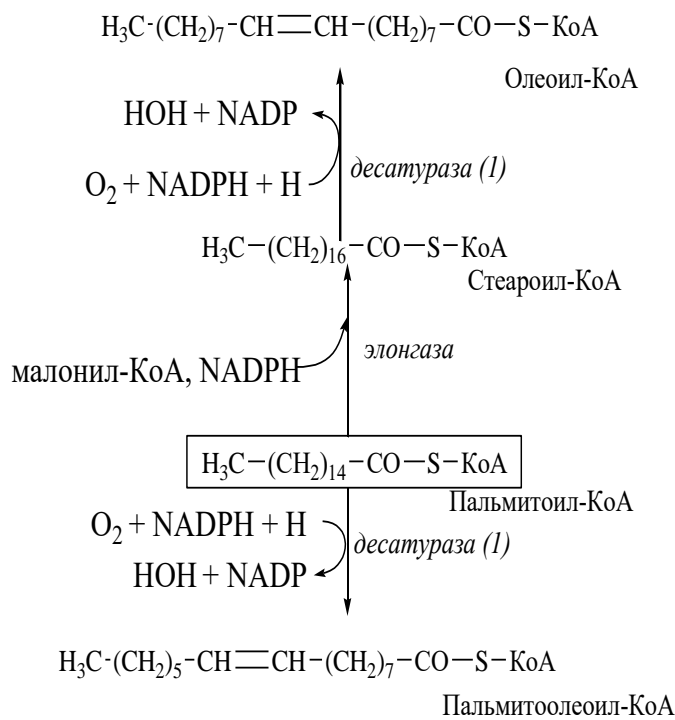 H₃C-(CH₂)₇-CH=CH-(CH₂)₇-CO-S-КоА
Олеоил-КоА
HOH + NADP
O₂ + NADPH + H
десатураза (1)
H₃C-(CH₂)₁₆-CO-S-КоА
Стеароил-КоА
малонил-КоА, NADPH
элонгаза
H₃C-(CH₂)₁₄-CO-S-КоА
Пальмитоил-КоА
O₂ + NADPH + H
десатураза (1)
HOH + NADP
H₃C-(CH₂)₅-CH=CH-(CH₂)₇-CO-S-КоА
Пальмитоолеоил-КоА